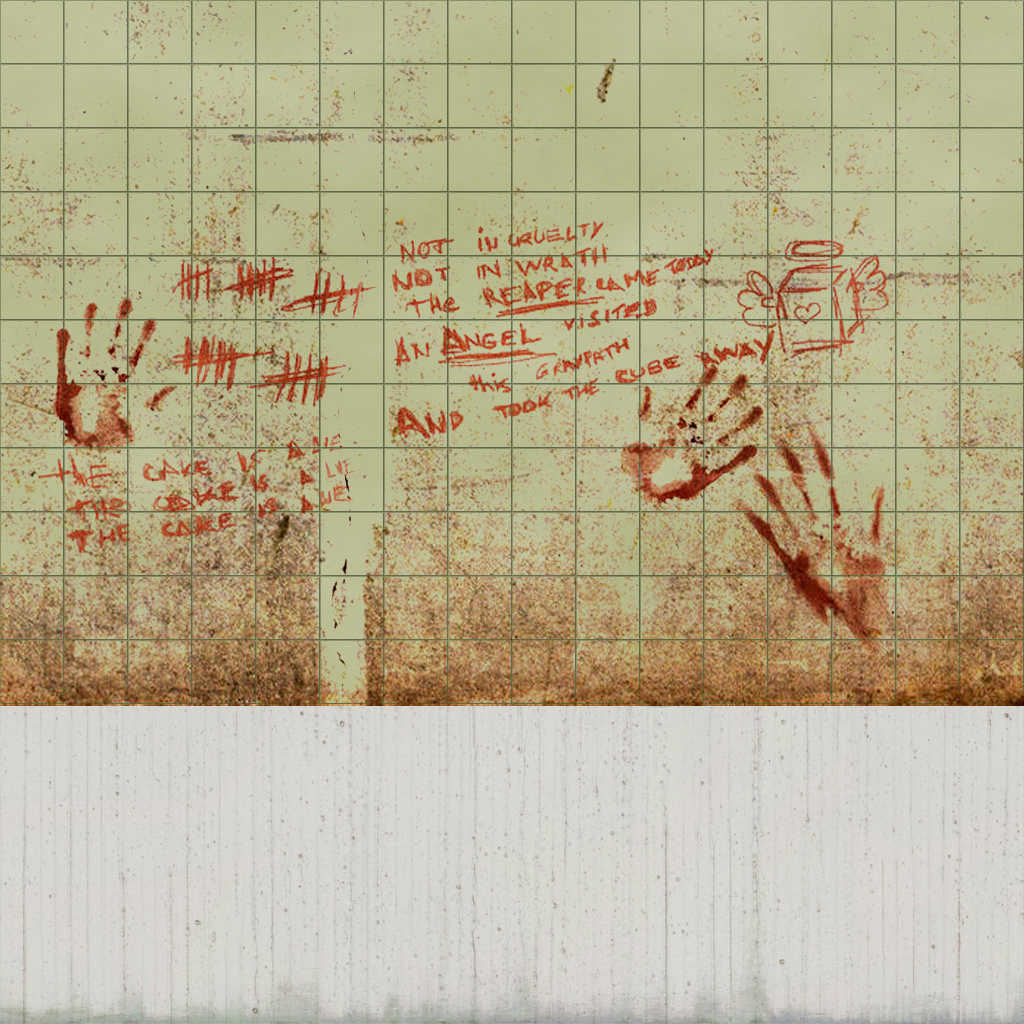 NOT in CRUELTY
NOT IN WRATH
the REAPER CAME TODAY
AN ANGEL visitED
this GRAVPATH
AND TOOK THE CUBE AWAY
tHE CAKE IS A LIE
THE CAKE IS A LIE
THE CAKE IS A LIE